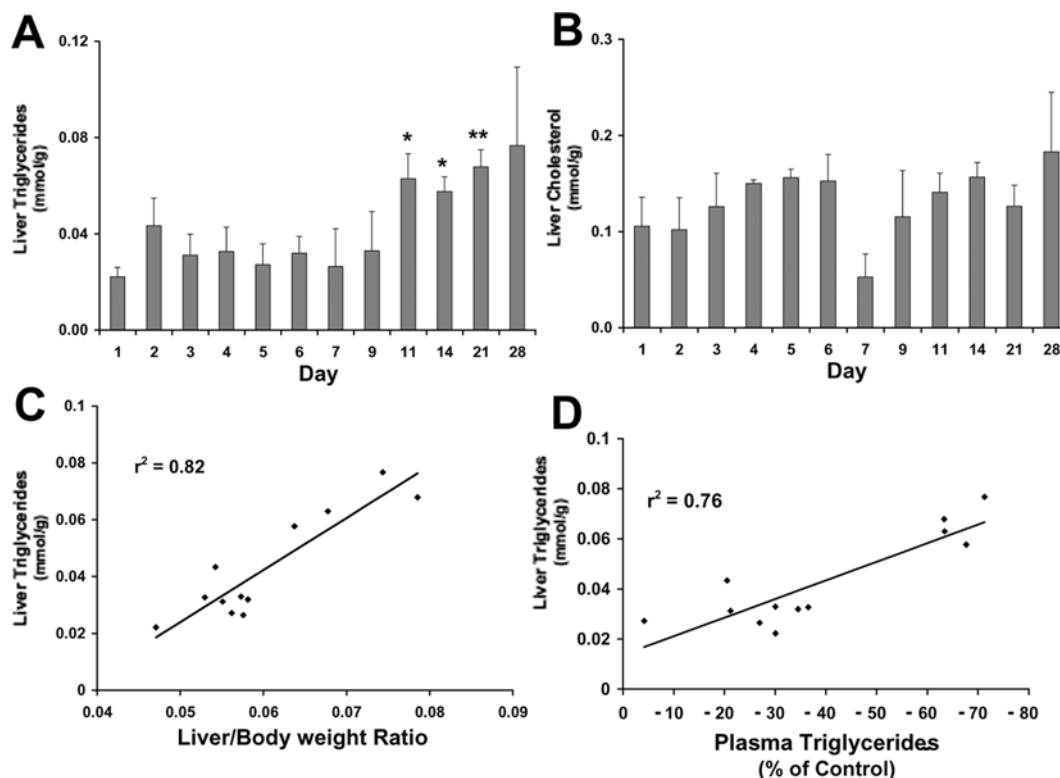 A
Liver Triglycerides
(mmol/g)
0.12
0.08
0.04
0.00
* * **
1 2 3 4 5 6 7 9 11 14 21 28
Day
B
Liver Cholesterol
(mmol/g)
0.3
0.2
0.1
0.0
1 2 3 4 5 6 7 9 11 14 21 28
Day
C
Liver Triglycerides
(mmol/g)
0.1
0.08
0.06
0.04
0.02
0
r² = 0.82
0.04 0.05 0.06 0.07 0.08 0.09
Liver/Body weight Ratio
D
Liver Triglycerides
(mmol/g)
0.1
0.08
0.06
0.04
0.02
0
r² = 0.76
0 - 10 - 20 - 30 - 40 - 50 - 60 - 70 - 80
Plasma Triglycerides
(% of Control)